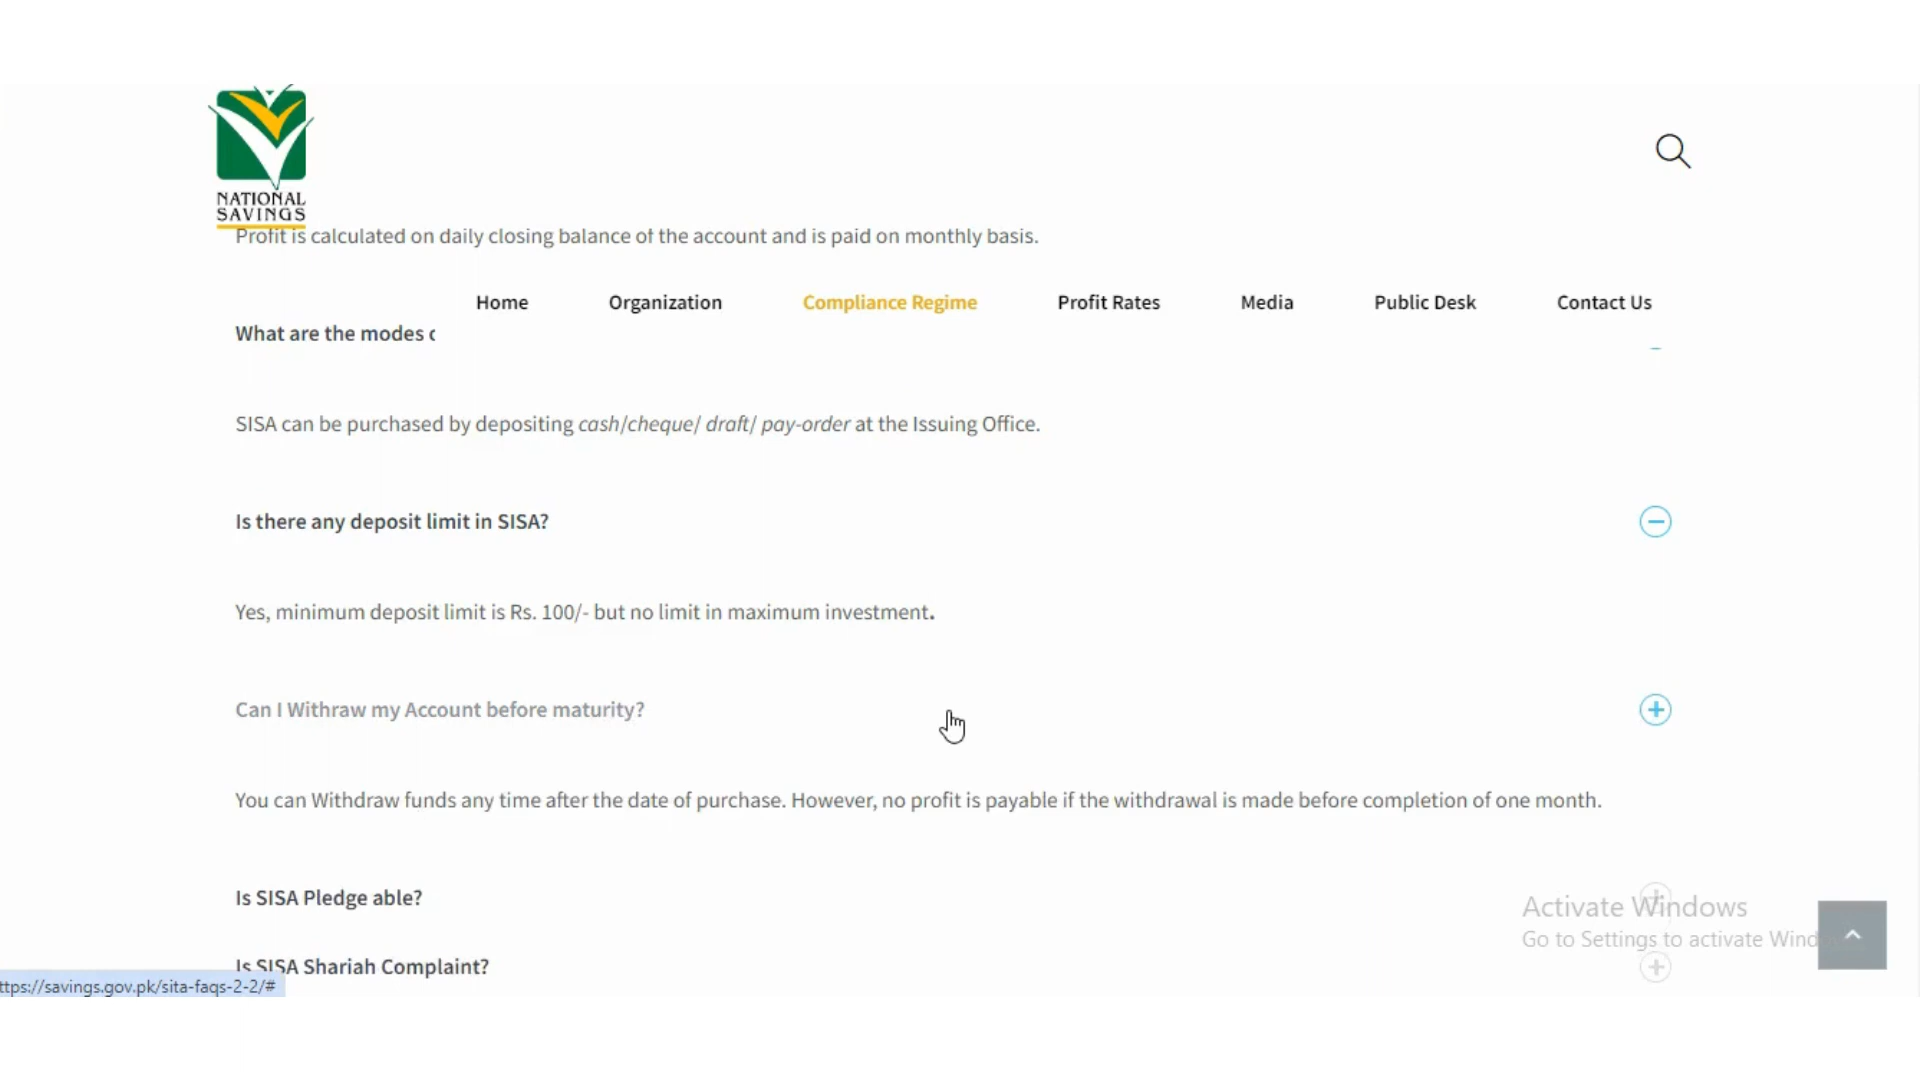 NATIONAL
SAVINGS
Profit is calculated on daily closing balance of the account and is paid on monthly basis.
Home Organization Compliance Regime Profit Rates Media Public Desk Contact Us
What are the modes
SISA can be purchased by depositing cash/cheque/ draft/ pay-order at the Issuing Office.
Is there any deposit limit in SISA?
Yes, minimum deposit limit is Rs. 100/- but no limit in maximum investment.
Can I Withraw my Account before maturity?
You can Withdraw funds any time after the date of purchase. However, no profit is payable if the withdrawal is made before completion of one month.
Is SISA Pledge able?
Activate Windows
Go to Settings to activate Wind
Is SISA Shariah Complaint?
ttps://savings.gov.pk/sita-faqs-2-2/#